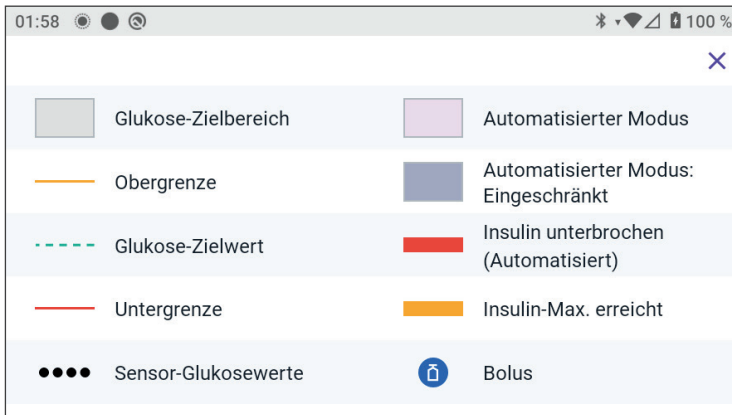 01:58 100 %
Glukose-Zielbereich
Automatisierter Modus
Obergrenze
Automatisierter Modus:
Eingeschränkt
Glukose-Zielwert
Insulin unterbrochen
(Automatisiert)
Untergrenze
Insulin-Max. erreicht
Sensor-Glukosewerte
Bolus